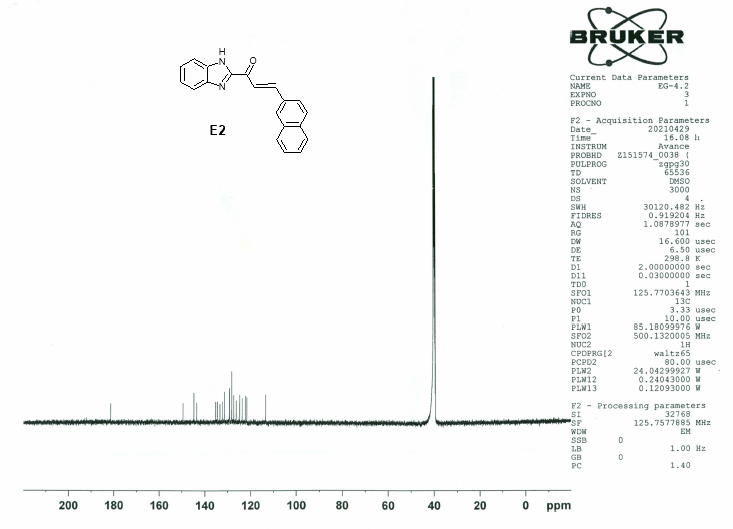 BRUKER
H
N
O
N
E2
Current Data Parameters
NAME EG-4.2
EXPNO 3
PROCNO 1
F2 - Acquisition Parameters
Date_ 20210429
Time 16.08 h
INSTRUM Avance
PROBHD Z151574_0038 (
PULPROG zgpg30
TD 65536
SOLVENT DMSO
NS 3000
DS 4
SWH 30120.482 Hz
FIDRES 0.919204 Hz
AQ 1.0878977 sec
RG 101
DW 16.600 usec
DE 6.50 usec
TE 298.8 K
D1 2.00000000 sec
D11 0.03000000 sec
TD0 1
SFO1 125.7703643 MHz
NUC1 13C
P0 3.33 usec
P1 10.00 usec
PLW1 85.18099976 W
SFO2 500.1320005 MHz
NUC2 1H
CPDPRG[2 waltz65
PCPD2 80.00 usec
PLW2 24.04299927 W
PLW12 0.24043000 W
PLW13 0.12093000 W
F2 - Processing parameters
SI 32768
SF 125.7577885 MHz
WDW EM
SSB 0
LB 1.00 Hz
GB 0
PC 1.40
200 180 160 140 120 100 80 60 40 20 0 ppm